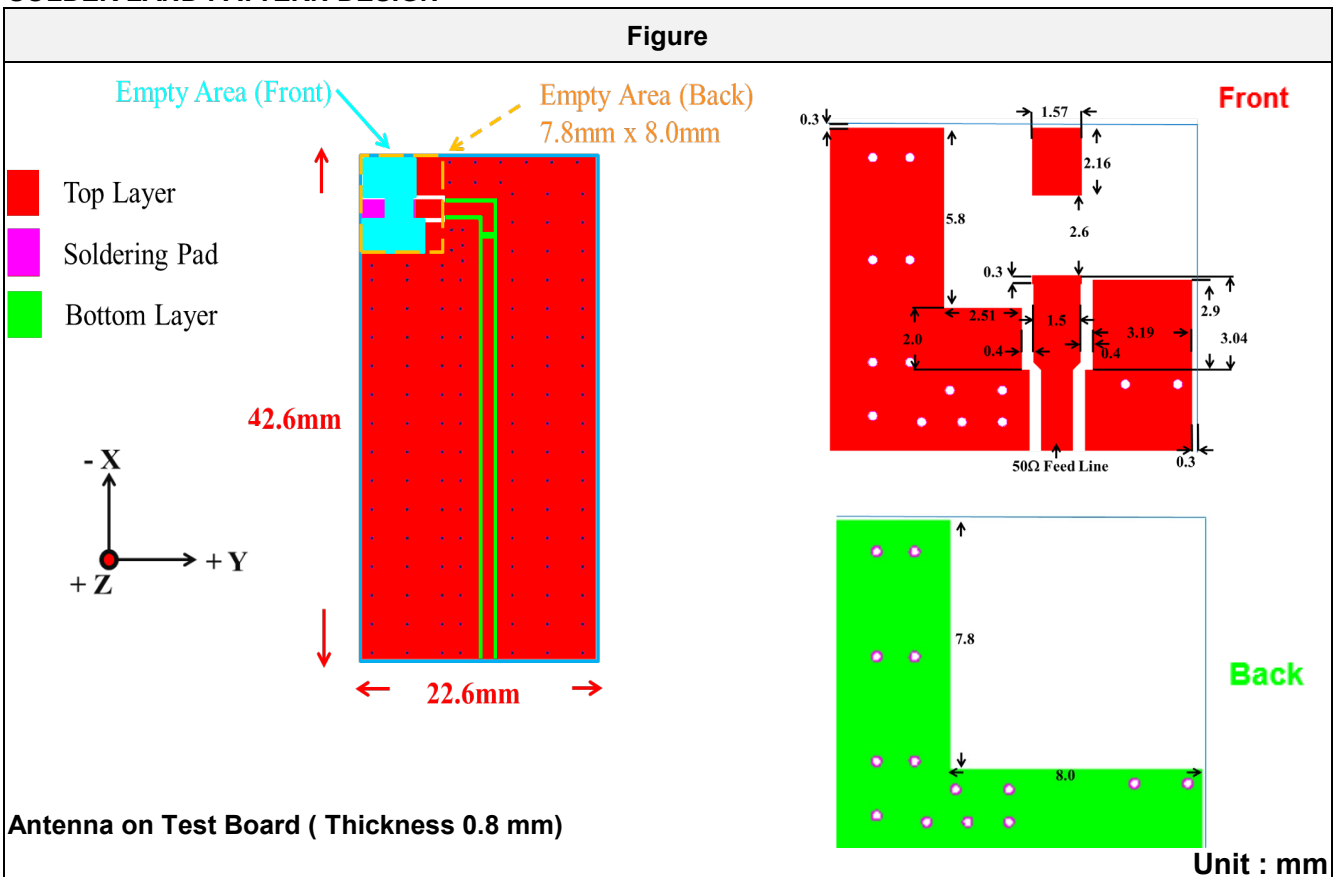 Figure
Empty Area (Front)
Empty Area (Back)
7.8mm x 8.0mm
Top Layer
Soldering Pad
Bottom Layer
42.6mm
22.6mm
- X
+ Y
+ Z
Antenna on Test Board ( Thickness 0.8 mm)
Front
0.3
1.57
2.16
5.8
2.6
0.3
2.51
1.5
2.9
2.0
3.19
3.04
0.4
0.4
50Ω Feed Line
0.3
7.8
Back
8.0
Unit : mm